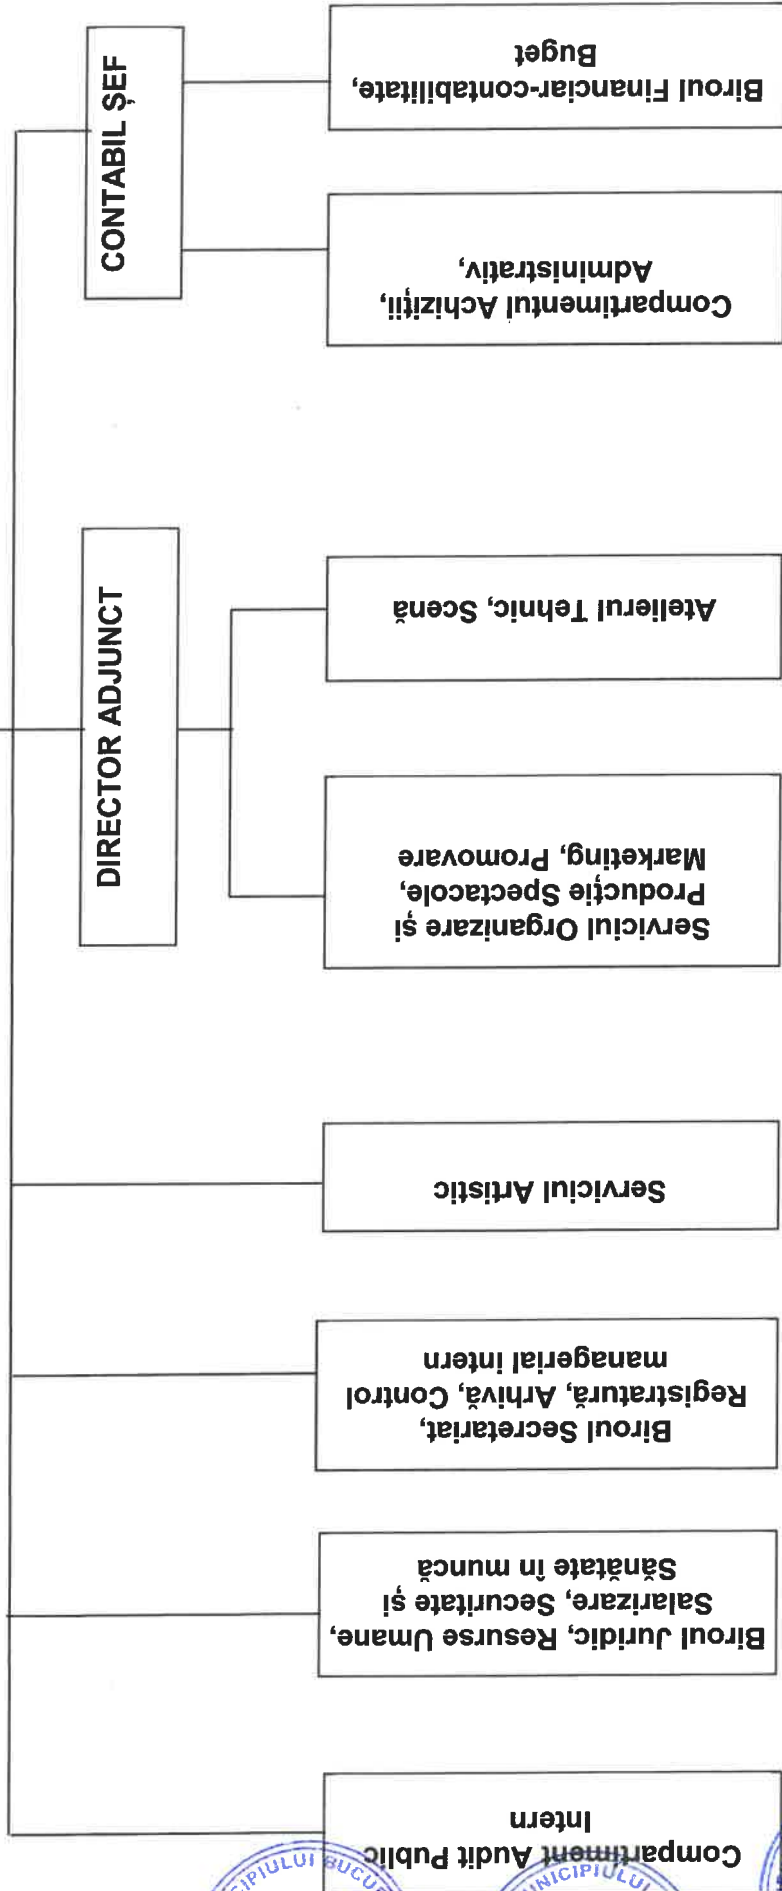 CONTABIL ȘEF
Biroul Financiar-contabilitate,
Buget
Compartimentul Achiziții,
Administrativ,
DIRECTOR ADJUNCT
Atelierul Tehnic, Scenă
Serviciul Organizare și
Producție Spectacole,
Marketing, Promovare
Serviciul Artistic
Biroul Secretariat,
Registratură, Arhivă, Control
managerial intern
Biroul Juridic, Resurse Umane,
Salarizare, Securitate și
Sănătate în muncă
Compartiment Audit Public
Intern